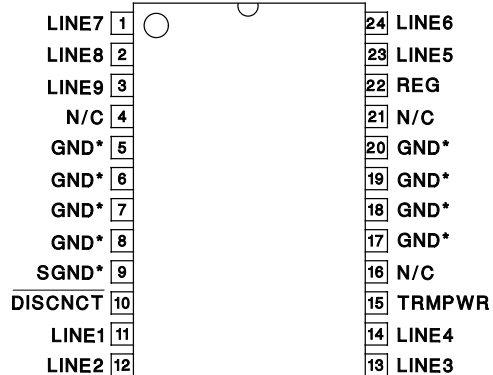 LINE7 1 24 LINE6
LINE8 2 23 LINE5
LINE9 3 22 REG
N/C 4 21 N/C
GND* 5 20 GND*
GND* 6 19 GND*
GND* 7 18 GND*
GND* 8 17 GND*
SGND* 9 16 N/C
DISCNCT 10 15 TRMPWR
LINE1 11 14 LINE4
LINE2 12 13 LINE3